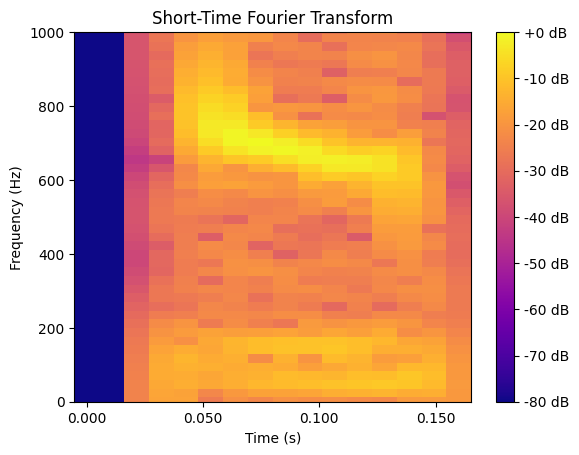 Short-Time Fourier Transform
1000
800
600
400
200
0
Frequency (Hz)
0.000
0.050
0.100
0.150
Time (s)
+0 dB
-10 dB
-20 dB
-30 dB
-40 dB
-50 dB
-60 dB
-70 dB
-80 dB